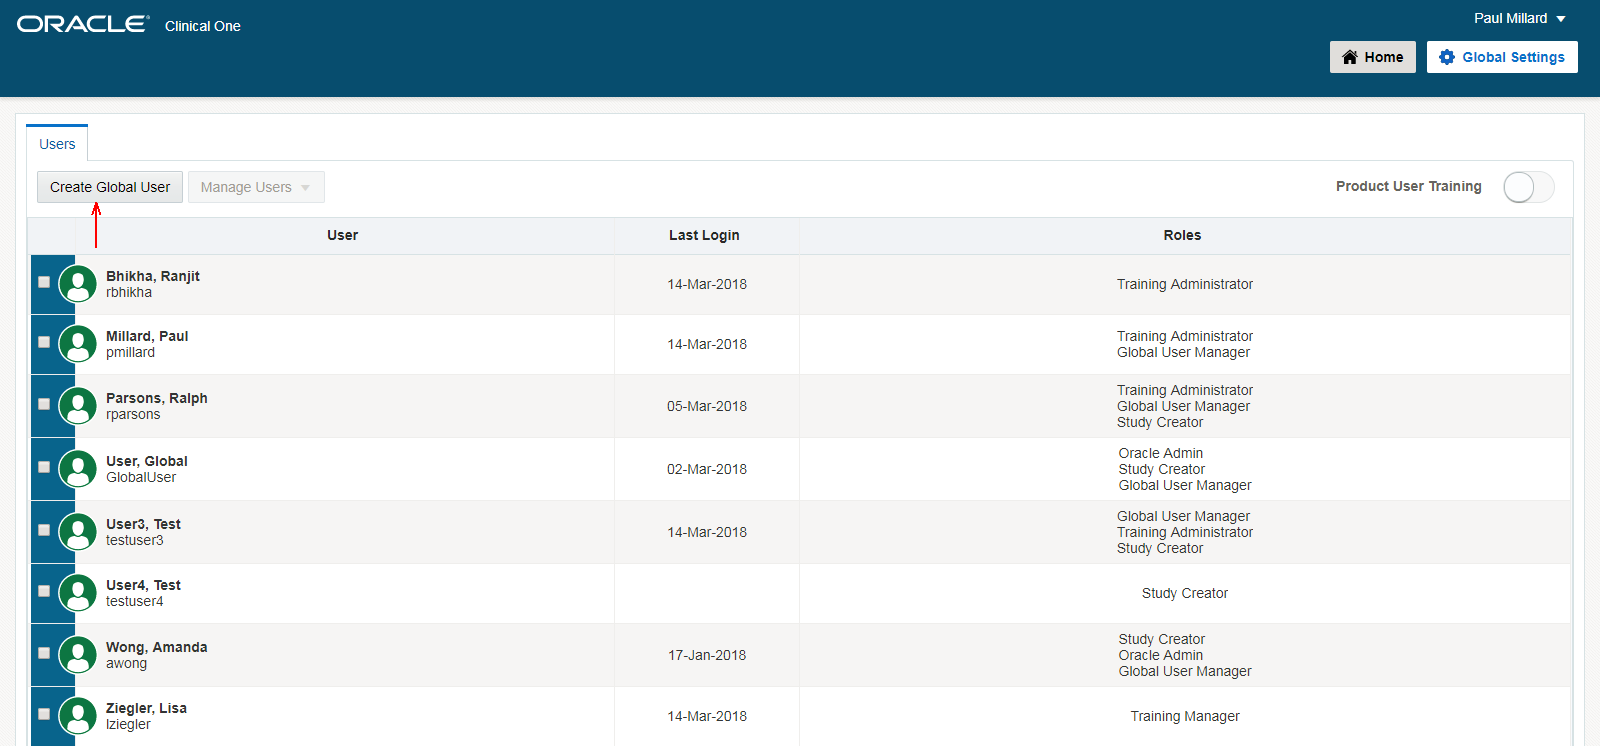 ORACLE® Clinical One
Paul Millard
Home
Global Settings
Users
Create Global User
Manage Users
Product User Training
User Last Login Roles
Bhikha, Ranjit
rbhikha
14-Mar-2018
Training Administrator
Millard, Paul
pmillard
14-Mar-2018
Training Administrator
Global User Manager
Parsons, Ralph
rparsons
05-Mar-2018
Training Administrator
Global User Manager
Study Creator
User, Global
GlobalUser
02-Mar-2018
Oracle Admin
Study Creator
Global User Manager
User3, Test
testuser3
14-Mar-2018
Global User Manager
Training Administrator
Study Creator
User4, Test
testuser4
Study Creator
Wong, Amanda
awong
17-Jan-2018
Study Creator
Oracle Admin
Global User Manager
Ziegler, Lisa
lziegler
14-Mar-2018
Training Manager